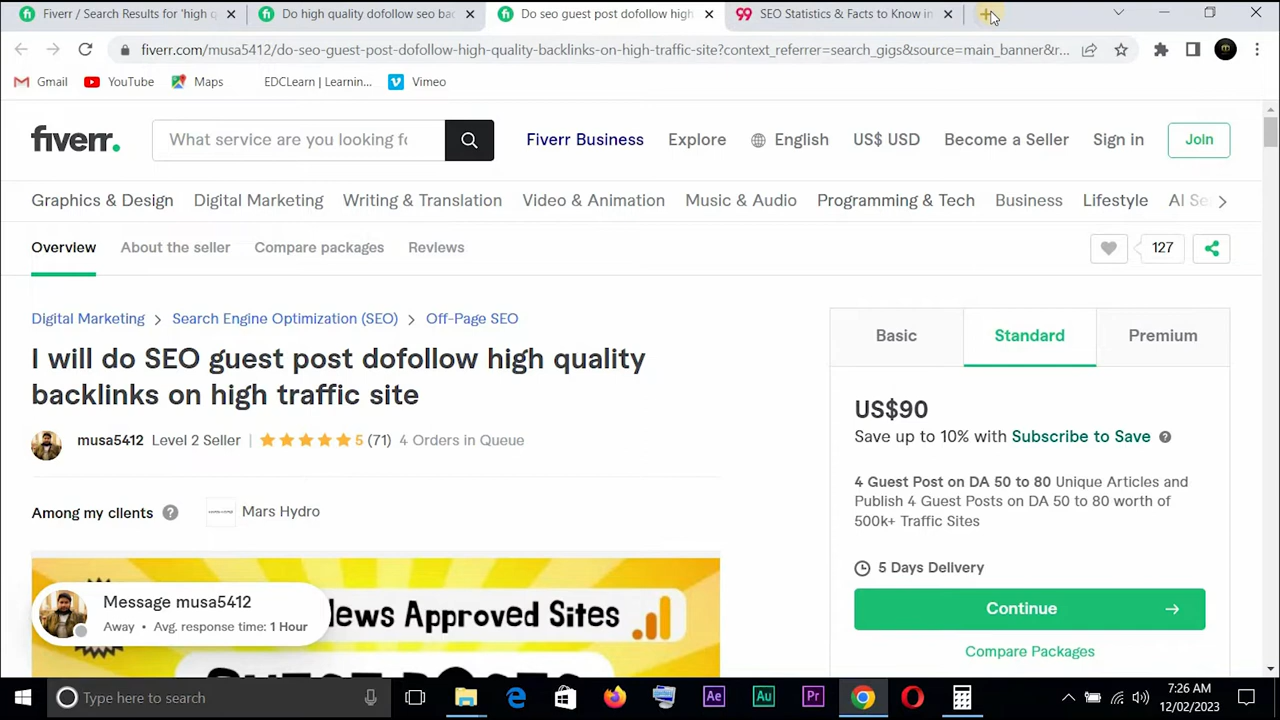 Fiverr / Search Results for 'high q
Do high quality dofollow seo bac
Do seo guest post dofollow high
SEO Statistics & Facts to Know in
fiverr.com/musa5412/do-seo-guest-post-dofollow-high-quality-backlinks-on-high-traffic-site?context_referrer=search_gigs&source=main_banner&r...
Gmail
YouTube
Maps
EDCLearn | Learnin...
Vimeo
fiverr.
What service are you looking fo
Fiverr Business
Explore
English
US$ USD
Become a Seller
Sign in
Join
Graphics & Design
Digital Marketing
Writing & Translation
Video & Animation
Music & Audio
Programming & Tech
Business
Lifestyle
AI Se
Overview
About the seller
Compare packages
Reviews
127
Digital Marketing
Search Engine Optimization (SEO)
Off-Page SEO
I will do SEO guest post dofollow high quality
backlinks on high traffic site
musa5412 Level 2 Seller 5 (71) 4 Orders in Queue
Among my clients
Mars Hydro
Message musa5412
Away • Avg. response time: 1 Hour
News Approved Sites
GUEST POSTS
Basic
Standard
Premium
US$90
Save up to 10% with Subscribe to Save
4 Guest Post on DA 50 to 80 Unique Articles and
Publish 4 Guest Posts on DA 50 to 80 worth of
500k+ Traffic Sites
5 Days Delivery
Continue
Compare Packages
Type here to search
Ae
Au
Pr
7:26 AM
12/02/2023